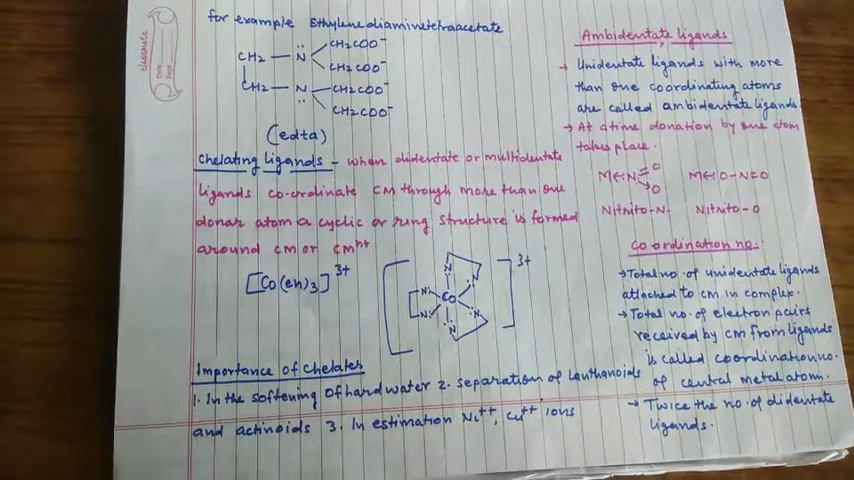 classmate
Date
Page
for example Ethylenediaminetetraacetate
CH2 — N̈ CH2COO⁻
CH2COO⁻
CH2 — N̈ CH2COO⁻
CH2COO⁻
(edta)
Chelating ligands - when didentate or multidentate
ligands co-ordinate CM through more than one
donar atom a cyclic or ring structure is formed
around cm or cmⁿ⁺
[Co(en)3]³⁺
3+
N
N
N
Co
N
N
N
Importance of chelates
1. In the softening of hard water 2. separation of lanthanoids
and actinoids 3. In estimation Ni⁺⁺, Cu⁺⁺ ions
Ambidentate ligands
→ Unidentate ligands with more
than one coordinating atoms
are called ambidentate ligands
→ At a time donation by one atom
takes place.
M←N O
O
M←O-N=O
Nitrito-N.
Nitrito-O
Coordination no:-
→ Total no. of unidentate ligands
attached to cm in complex.
→ Total no. of electron pairs
received by cm from ligands
is called coordination no.
of central metal atom.
→ Twice the no. of didentate
ligands.